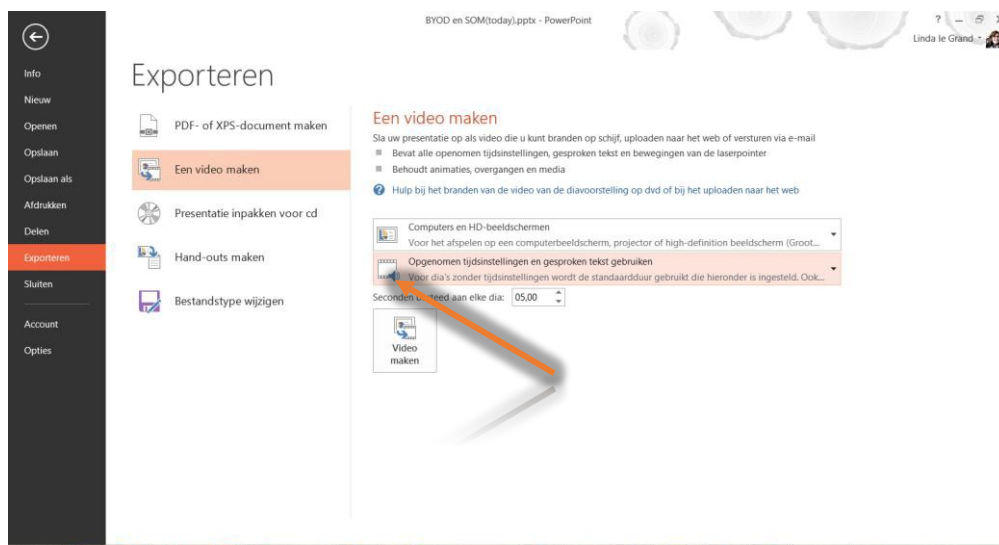 BYOD en SOM(today).pptx - PowerPoint
?
Linda le Grand
Info
Nieuw
Openen
Opslaan
Opslaan als
Afdrukken
Delen
Exporteren
Sluiten
Account
Opties
Exporteren
PDF- of XPS-document maken
Een video maken
Presentatie inpakken voor cd
Hand-outs maken
Bestandstype wijzigen
Een video maken
Sla uw presentatie op als video die u kunt branden op schijf, uploaden naar het web of versturen via e-mail
Bevat alle openomen tijdsinstellingen, gesproken tekst en bewegingen van de laserpointer
Behoudt animaties, overgangen en media
Hulp bij het branden van de video van de diavoorstelling op dvd of bij het uploaden naar het web
Computers en HD-beeldschermen
Voor het afspelen op een computerbeeldscherm, projector of high-definition beeldscherm (Groot...
Opgenomen tijdsinstellingen en gesproken tekst gebruiken
Voor dia's zonder tijdsinstellingen wordt de standaardduur gebruikt die hieronder is ingesteld. Ook...
Seconden besteed aan elke dia: 05,00
Video
maken